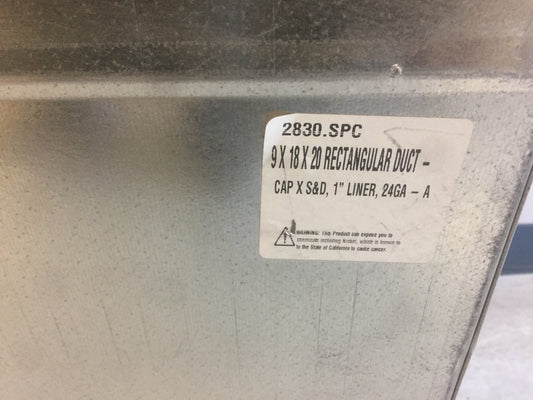 2830.SPC
9 X 18 X 20 RECTANGULAR DUCT –
CAP X S&D, 1" LINER, 24GA – A
WARNING: This Product can expose you to
chemicals including Nickel, which is known to
to the State of California to cause cancer.